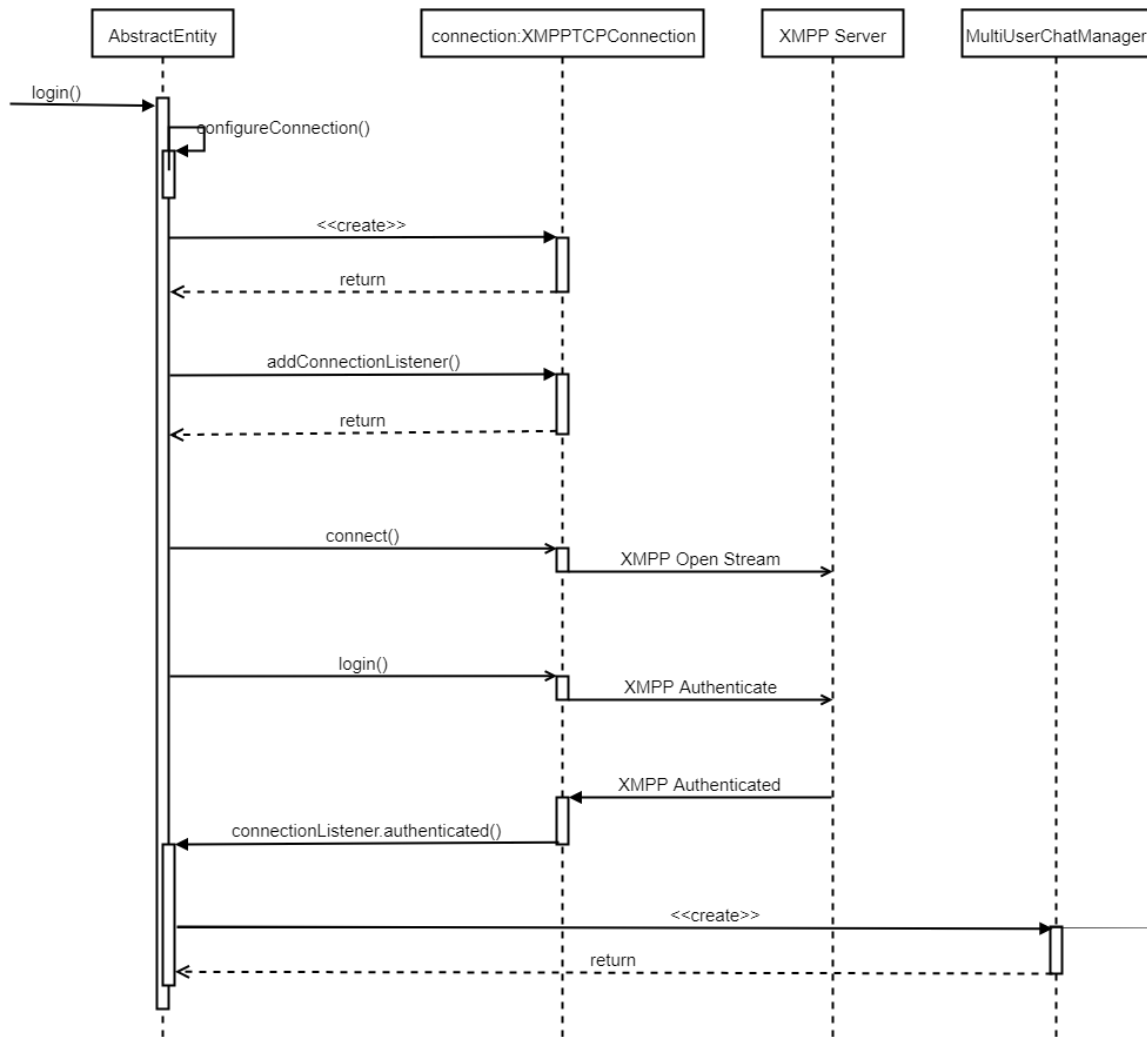 AbstractEntity
connection:XMPPTCPConnection
XMPP Server
MultiUserChatManager
login()
configureConnection()
<<create>>
return
addConnectionListener()
return
connect()
XMPP Open Stream
login()
XMPP Authenticate
XMPP Authenticated
connectionListener.authenticated()
<<create>>
return